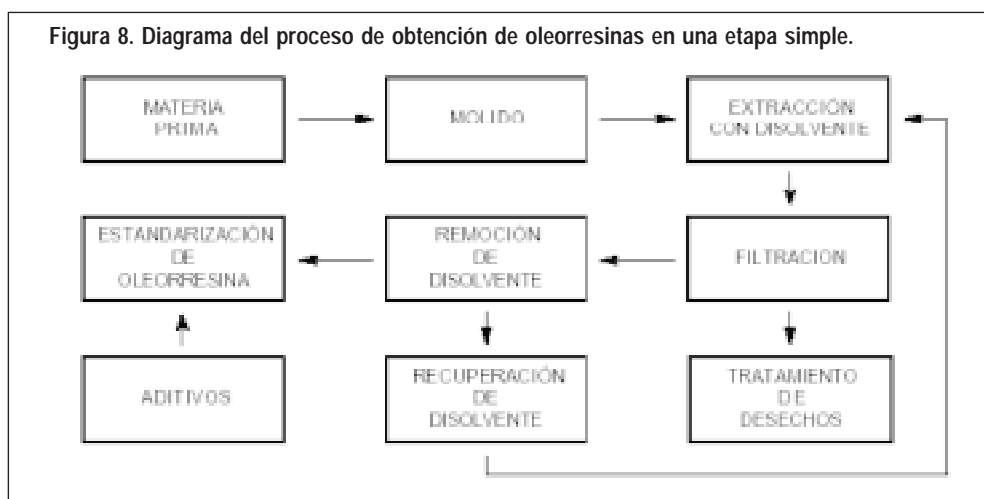 Figura 8. Diagrama del proceso de obtención de oleorresinas en una etapa simple.
MATERIA
PRIMA
MOLIDO
EXTRACCIÓN
CON DISOLVENTE
ESTANDARIZACIÓN
DE
OLEORRESINA
REMOCIÓN
DE
DISOLVENTE
FILTRACION
ADITIVOS
RECUPERACIÓN
DE
DISOLVENTE
TRATAMIENTO
DE
DESECHOS